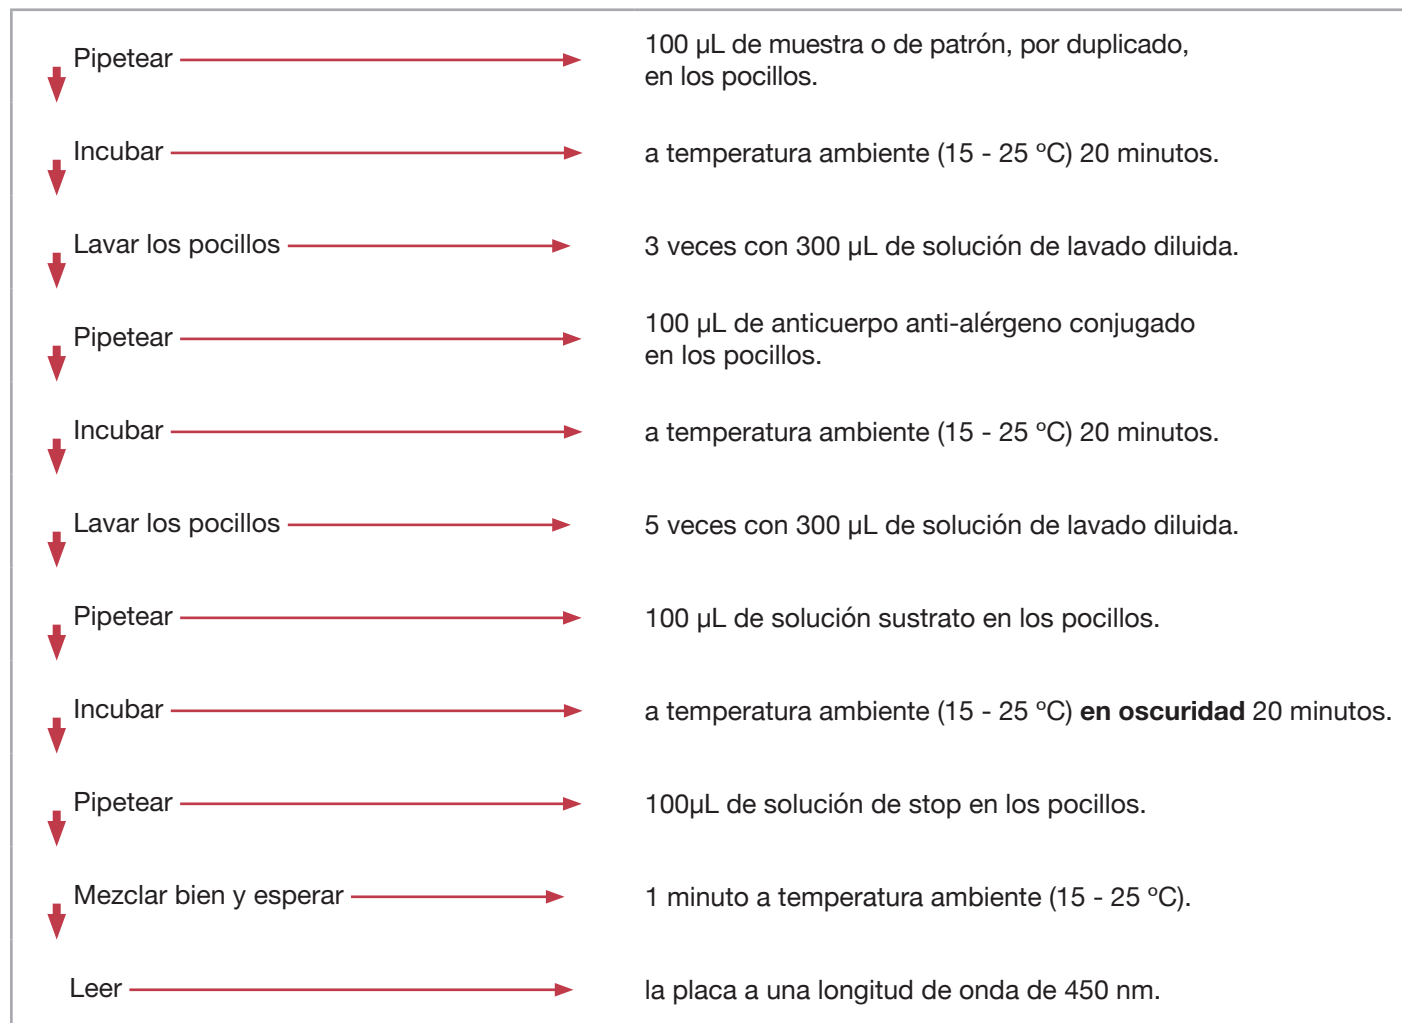 Pipetear
100 µL de muestra o de patrón, por duplicado,
en los pocillos.
Incubar
a temperatura ambiente (15 - 25 ºC) 20 minutos.
Lavar los pocillos
3 veces con 300 µL de solución de lavado diluida.
Pipetear
100 µL de anticuerpo anti-alérgeno conjugado
en los pocillos.
Incubar
a temperatura ambiente (15 - 25 ºC) 20 minutos.
Lavar los pocillos
5 veces con 300 µL de solución de lavado diluida.
Pipetear
100 µL de solución sustrato en los pocillos.
Incubar
a temperatura ambiente (15 - 25 ºC) en oscuridad 20 minutos.
Pipetear
100µL de solución de stop en los pocillos.
Mezclar bien y esperar
1 minuto a temperatura ambiente (15 - 25 ºC).
Leer
la placa a una longitud de onda de 450 nm.